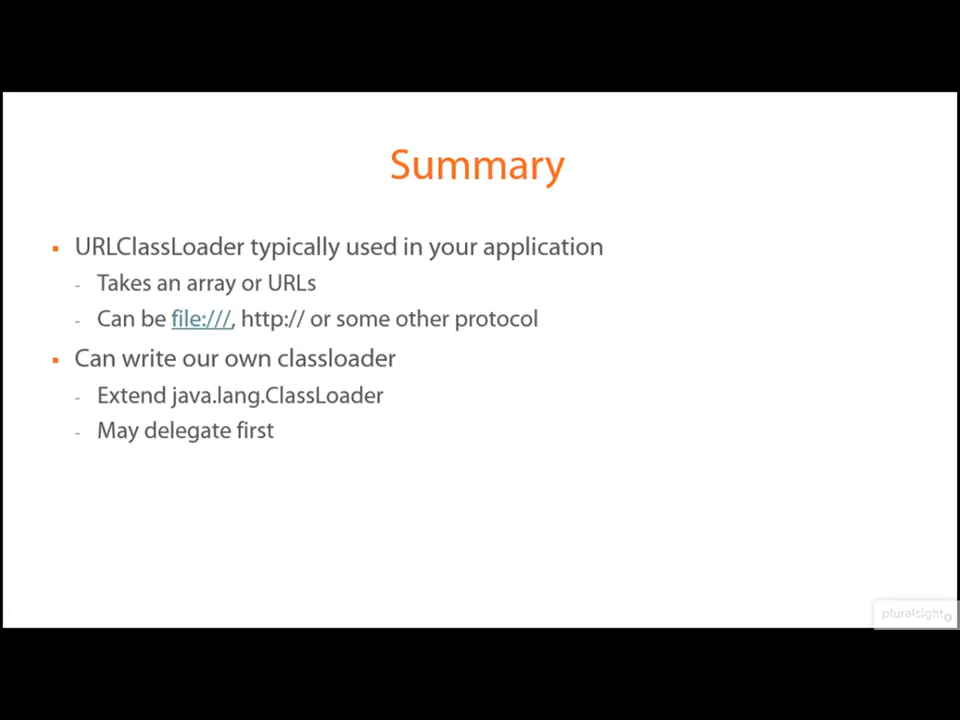 Summary
▪ URLClassLoader typically used in your application
- Takes an array or URLs
- Can be file:///, http:// or some other protocol
▪ Can write our own classloader
- Extend java.lang.ClassLoader
- May delegate first
pluralsight